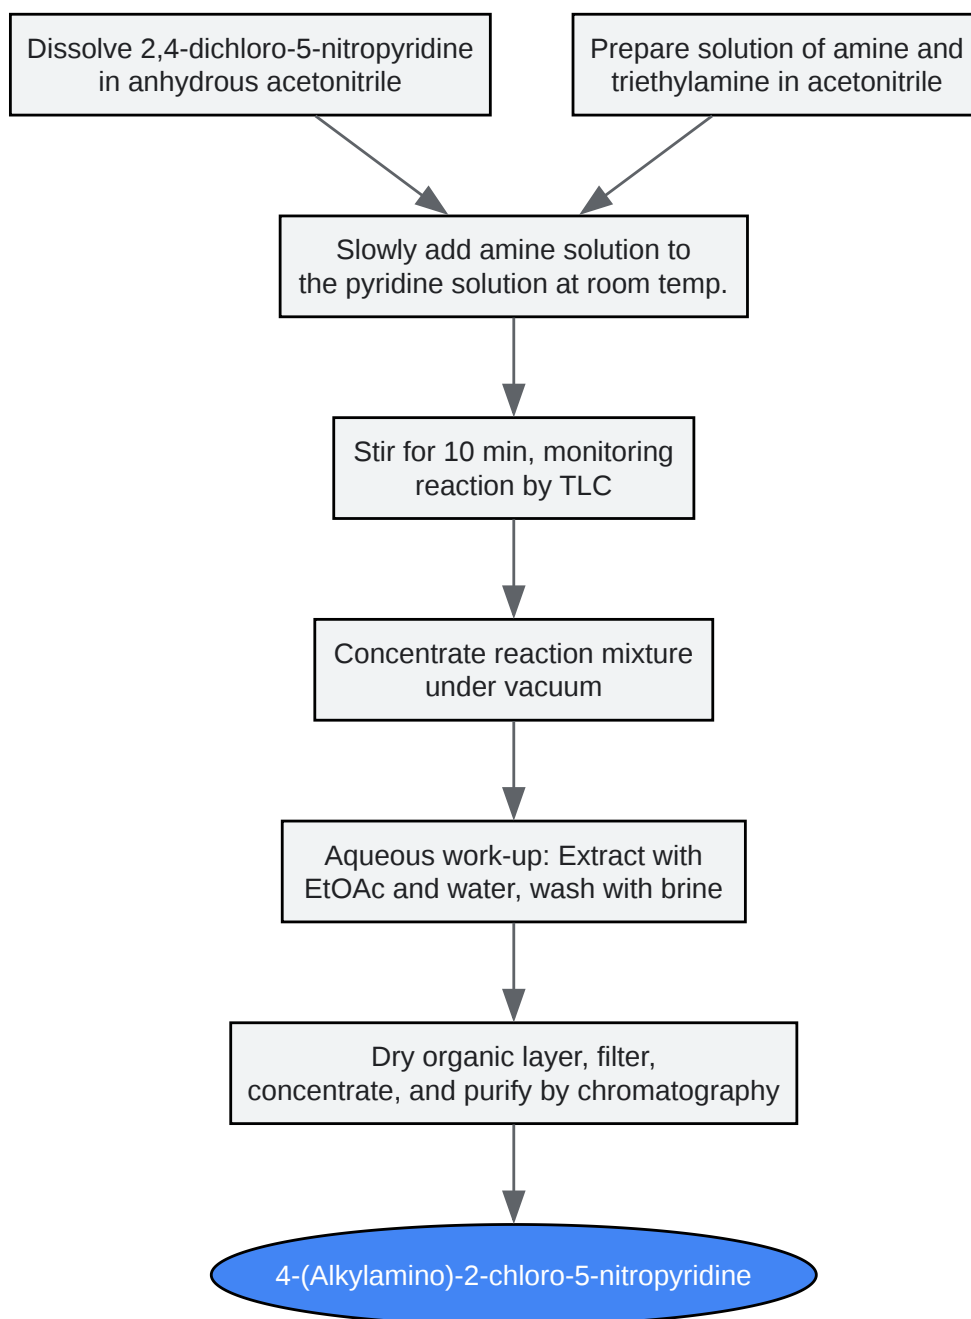 Dissolve 2,4-dichloro-5-nitropyridine
in anhydrous acetonitrile
Prepare solution of amine and
triethylamine in acetonitrile
Slowly add amine solution to
the pyridine solution at room temp.
Stir for 10 min, monitoring
reaction by TLC
Concentrate reaction mixture
under vacuum
Aqueous work-up: Extract with
EtOAc and water, wash with brine
Dry organic layer, filter,
concentrate, and purify by chromatography
4-(Alkylamino)-2-chloro-5-nitropyridine